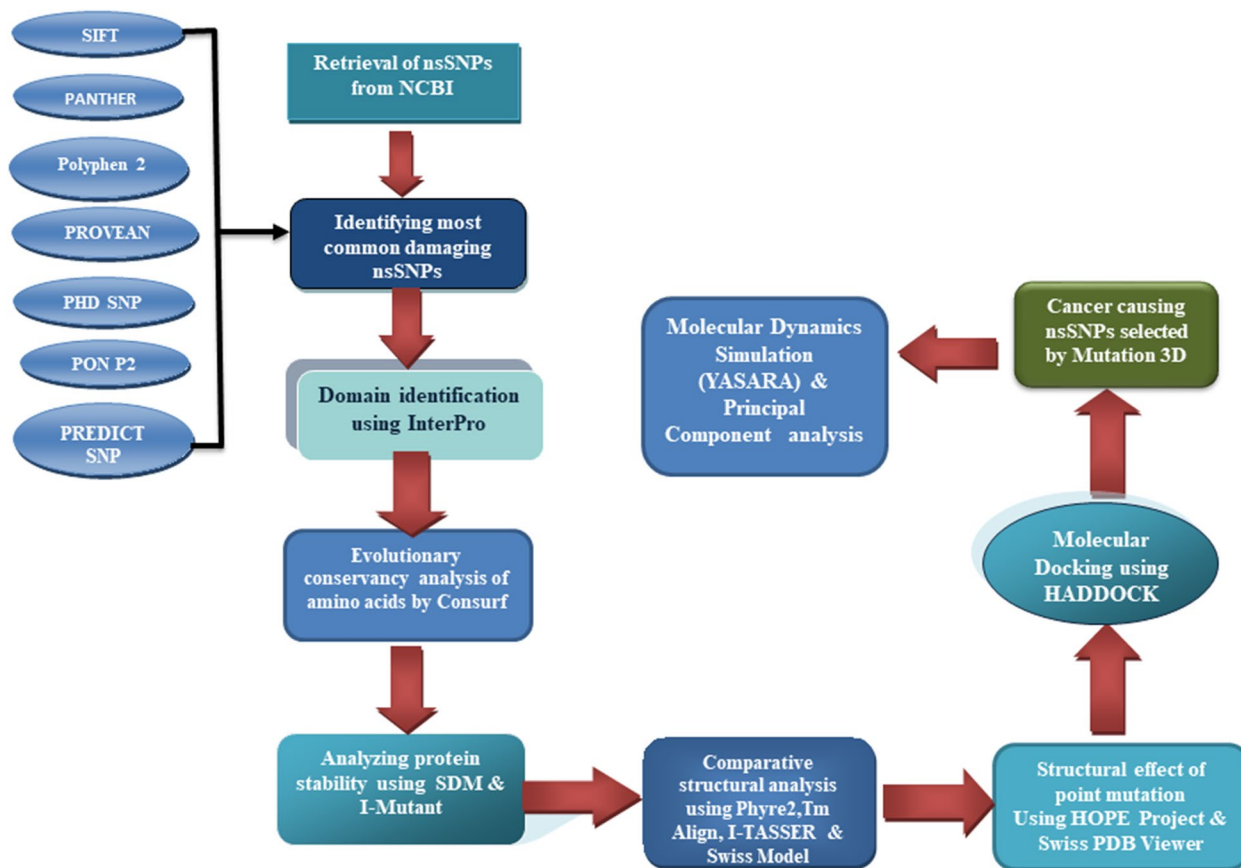 SIFT
PANTHER
Polyphen 2
PROVEAN
PHD SNP
PON P2
PREDICT
SNP
Retrieval of nsSNPs
from NCBI
Identifying most
common damaging
nsSNPs
Domain identification
using InterPro
Evolutionary
conservancy analysis of
amino acids by Consurf
Analyzing protein
stability using SDM &
I-Mutant
Comparative
structural analysis
using Phyre2,Tm
Align, I-TASSER &
Swiss Model
Structural effect of
point mutation
Using HOPE Project &
Swiss PDB Viewer
Molecular
Docking using
HADDOCK
Cancer causing
nsSNPs selected
by Mutation 3D
Molecular Dynamics
Simulation
(YASARA) &
Principal
Component analysis